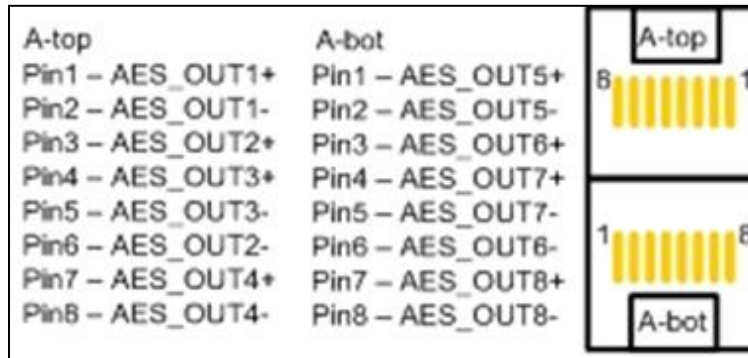 A-top
Pin1 – AES_OUT1+
Pin2 – AES_OUT1-
Pin3 – AES_OUT2+
Pin4 – AES_OUT3+
Pin5 – AES_OUT3-
Pin6 – AES_OUT2-
Pin7 – AES_OUT4+
Pin8 – AES_OUT4-
A-bot
Pin1 – AES_OUT5+
Pin2 – AES_OUT5-
Pin3 – AES_OUT6+
Pin4 – AES_OUT7+
Pin5 – AES_OUT7-
Pin6 – AES_OUT6-
Pin7 – AES_OUT8+
Pin8 – AES_OUT8-
A-top
8 1
1 8
A-bot